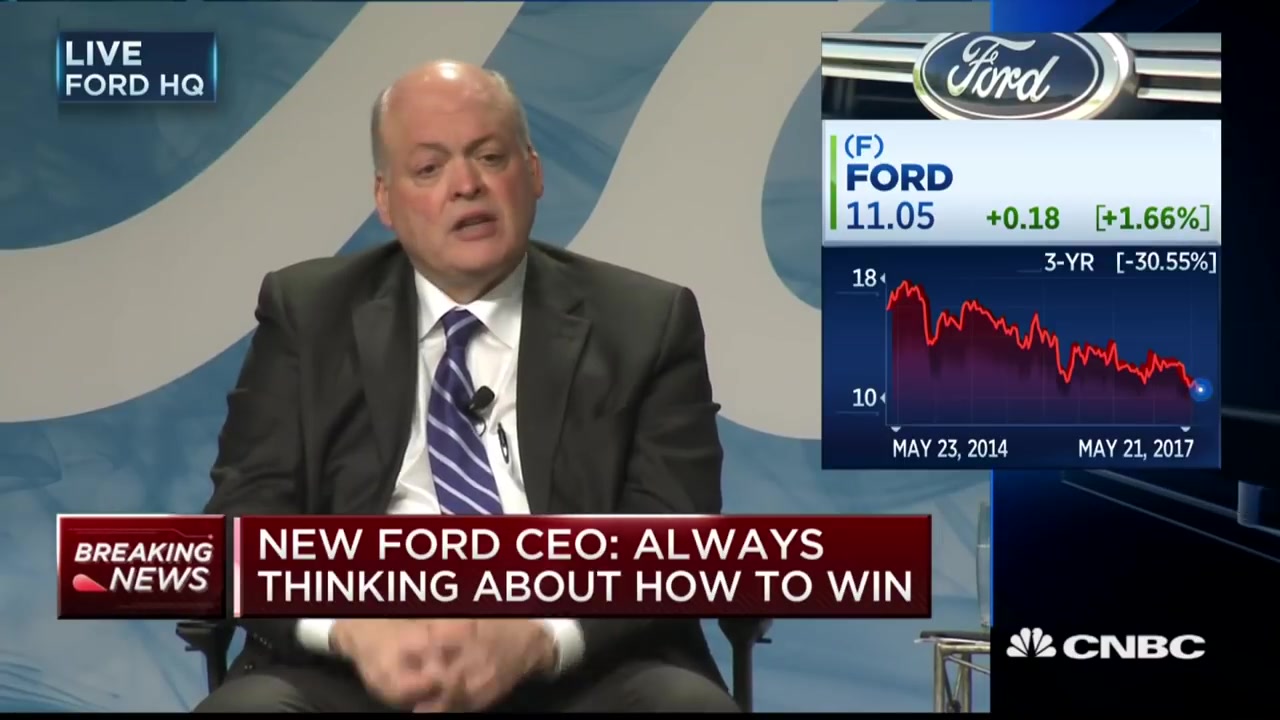 LIVE
FORD HQ
Ford
(F)
FORD
11.05 +0.18 [+1.66%]
3-YR [-30.55%]
18
10
MAY 23, 2014 MAY 21, 2017
BREAKING
NEWS
NEW FORD CEO: ALWAYS
THINKING ABOUT HOW TO WIN
CNBC